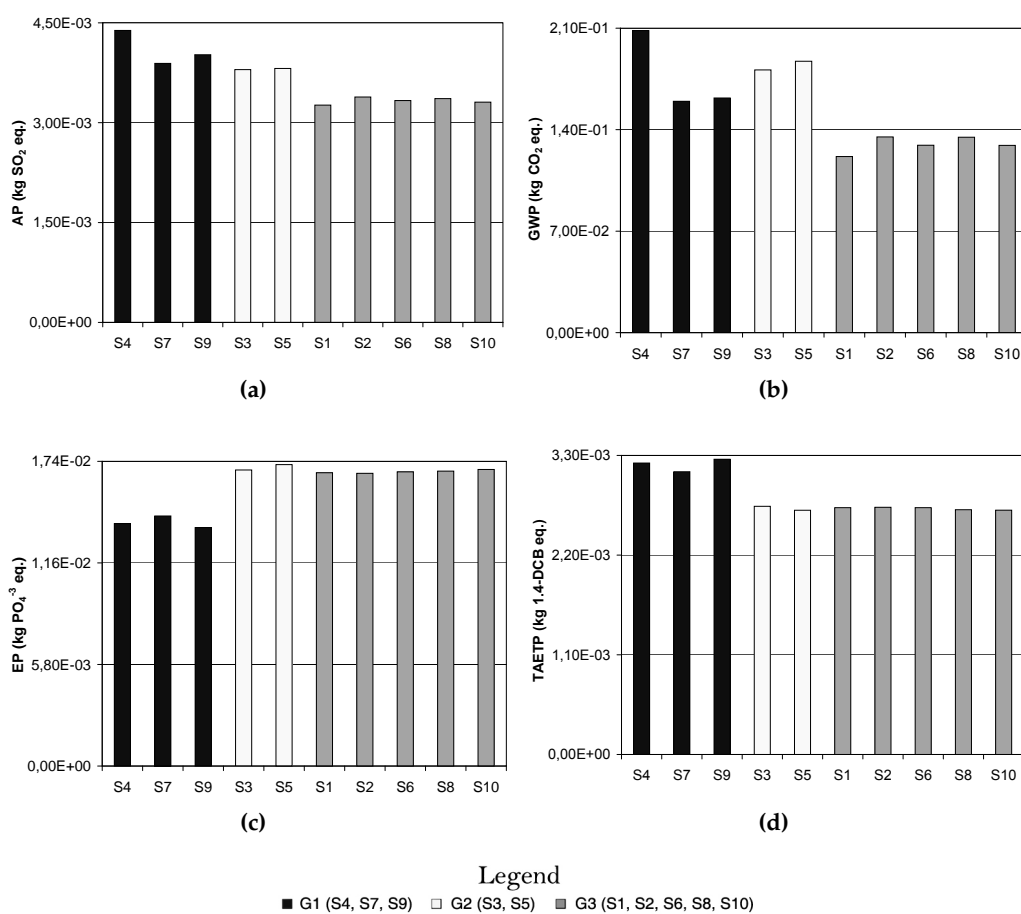 4,50E-03
3,00E-03
1,50E-03
0,00E+00
AP (kg SO2 eq.)
S4 S7 S9 S3 S5 S1 S2 S6 S8 S10
(a)
2,10E-01
1,40E-01
7,00E-02
0,00E+00
GWP (kg CO2 eq.)
S4 S7 S9 S3 S5 S1 S2 S6 S8 S10
(b)
1,74E-02
1,16E-02
5,80E-03
0,00E+00
EP (kg PO4-3 eq.)
S4 S7 S9 S3 S5 S1 S2 S6 S8 S10
(c)
3,30E-03
2,20E-03
1,10E-03
0,00E+00
TAETP (kg 1.4-DCB eq.)
S4 S7 S9 S3 S5 S1 S2 S6 S8 S10
(d)
Legend
G1 (S4, S7, S9) G2 (S3, S5) G3 (S1, S2, S6, S8, S10)